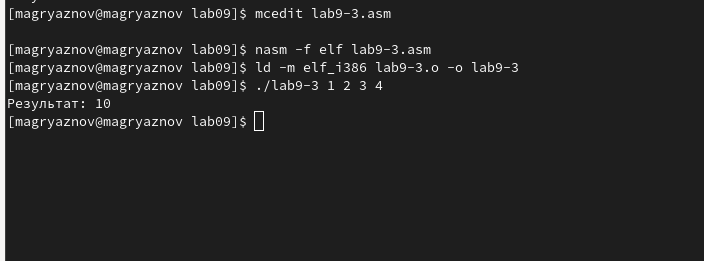 [magryaznov@magryaznov lab09]$ mcedit lab9-3.asm
[magryaznov@magryaznov lab09]$ nasm -f elf lab9-3.asm
[magryaznov@magryaznov lab09]$ ld -m elf_i386 lab9-3.o -o lab9-3
[magryaznov@magryaznov lab09]$ ./lab9-3 1 2 3 4
Результат: 10
[magryaznov@magryaznov lab09]$